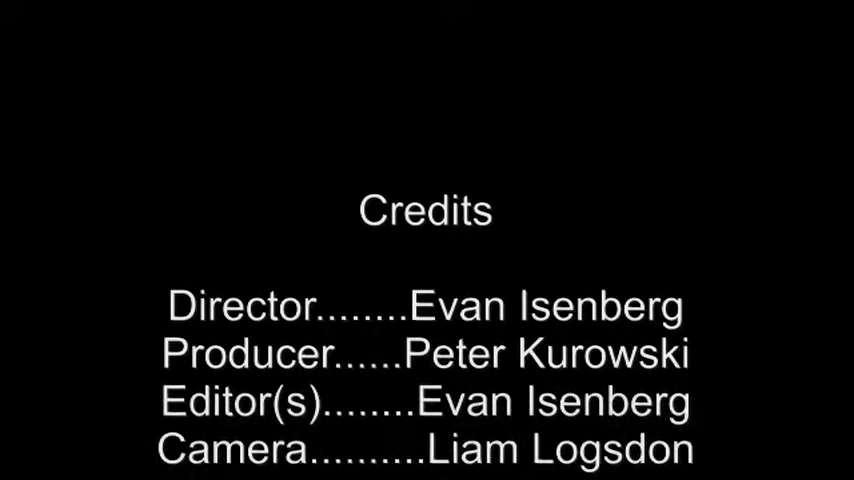 Credits
Director........Evan Isenberg
Producer......Peter Kurowski
Editor(s)........Evan Isenberg
Camera..........Liam Logsdon